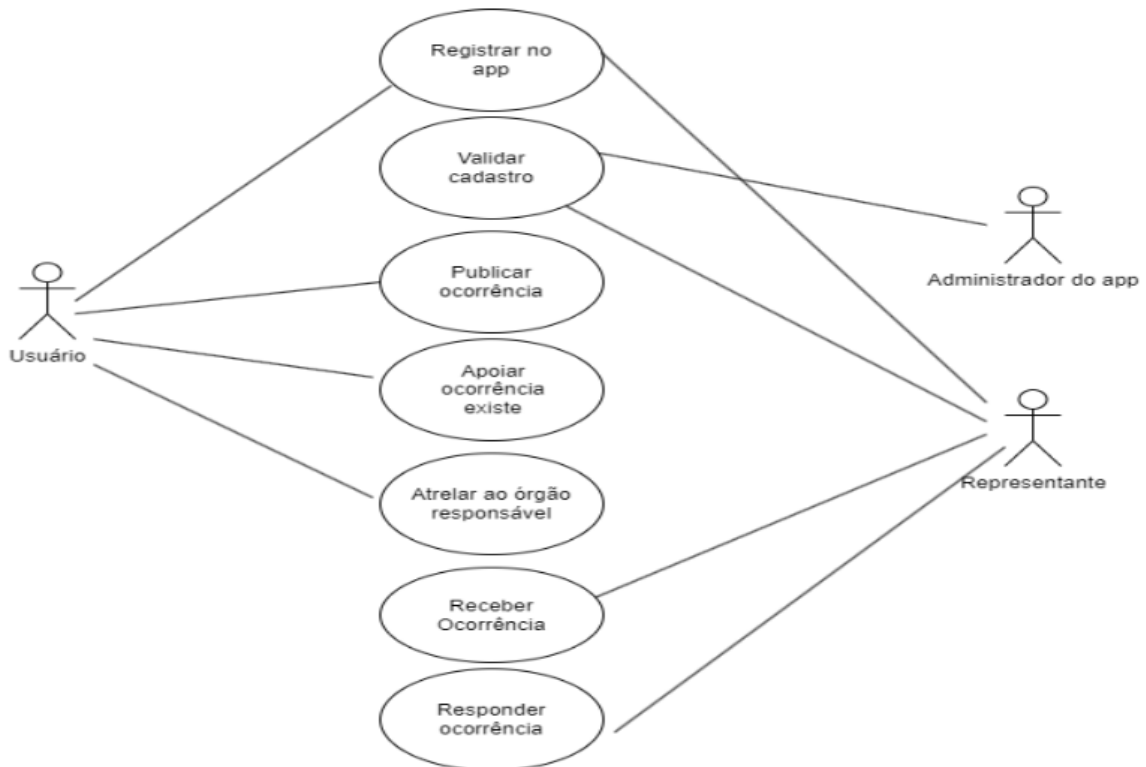 Registrar no
app
Validar
cadastro
Publicar
ocorrência
Apoiar
ocorrência
existe
Atrelar ao órgão
responsável
Receber
Ocorrência
Responder
ocorrência
Usuário
Administrador do app
Representante